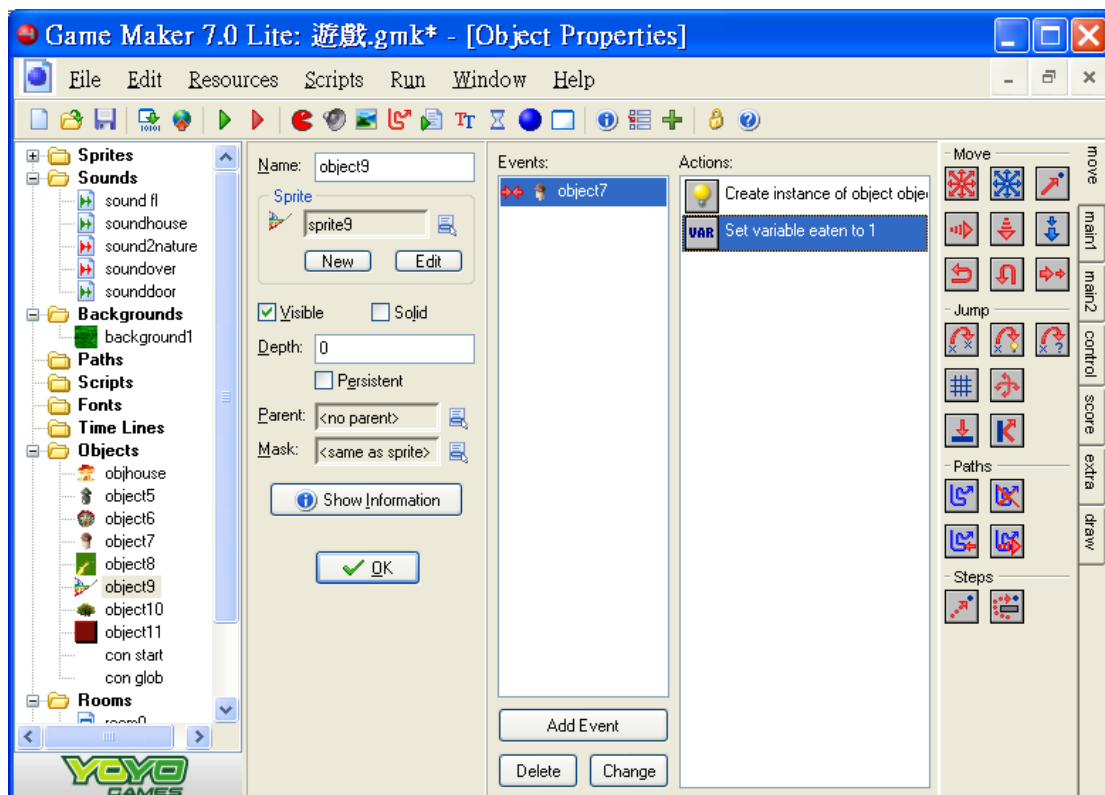 Game Maker 7.0 Lite: 遊戲.gmk* - [Object Properties]
File Edit Resources Scripts Run Window Help
Sprites
Sounds
sound fl
soundhouse
sound2nature
soundover
sounddoor
Backgrounds
background1
Paths
Scripts
Fonts
Time Lines
Objects
objhouse
object5
object6
object7
object8
object9
object10
object11
con start
con glob
Rooms
room0
YOYO
GAMES
Name: object9
Sprite
sprite9
New Edit
Visible Solid
Depth: 0
Persistent
Parent: <no parent>
Mask: <same as sprite>
Show Information
OK
Events:
object7
Add Event
Delete Change
Actions:
Create instance of object obje
VAR Set variable eaten to 1
Move
Jump
Paths
Steps
move
main1
main2
control
score
extra
draw